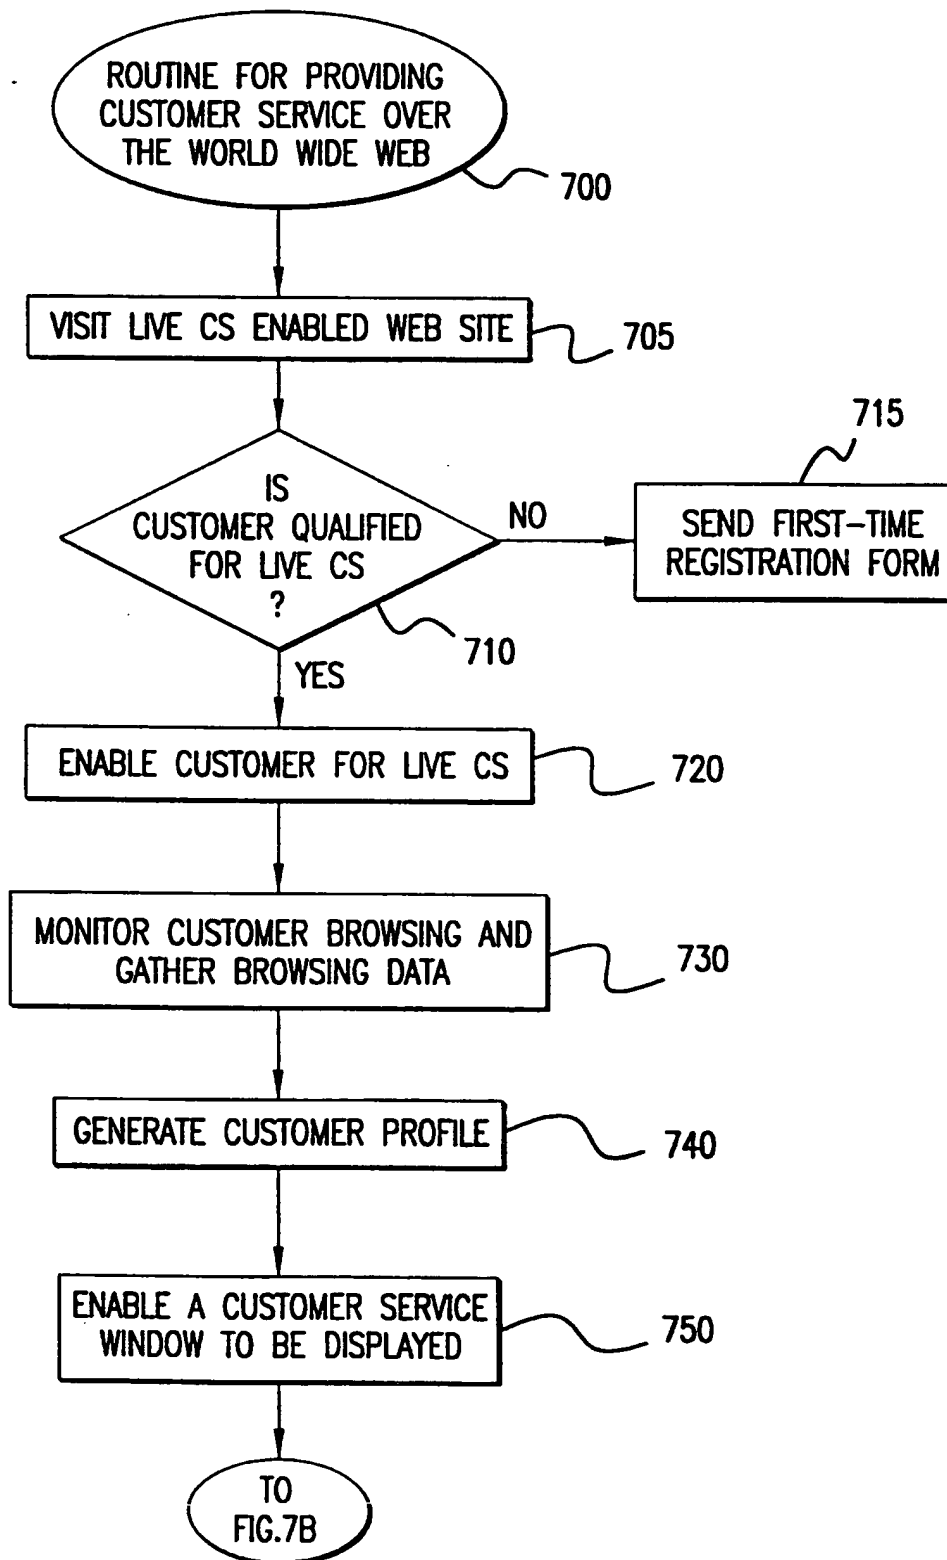 ROUTINE FOR PROVIDING
CUSTOMER SERVICE OVER
THE WORLD WIDE WEB
700
VISIT LIVE CS ENABLED WEB SITE
705
715
IS
CUSTOMER QUALIFIED
FOR LIVE CS
?
NO
SEND FIRST-TIME
REGISTRATION FORM
710
YES
ENABLE CUSTOMER FOR LIVE CS
720
MONITOR CUSTOMER BROWSING AND
GATHER BROWSING DATA
730
GENERATE CUSTOMER PROFILE
740
ENABLE A CUSTOMER SERVICE
WINDOW TO BE DISPLAYED
750
TO
FIG.7B